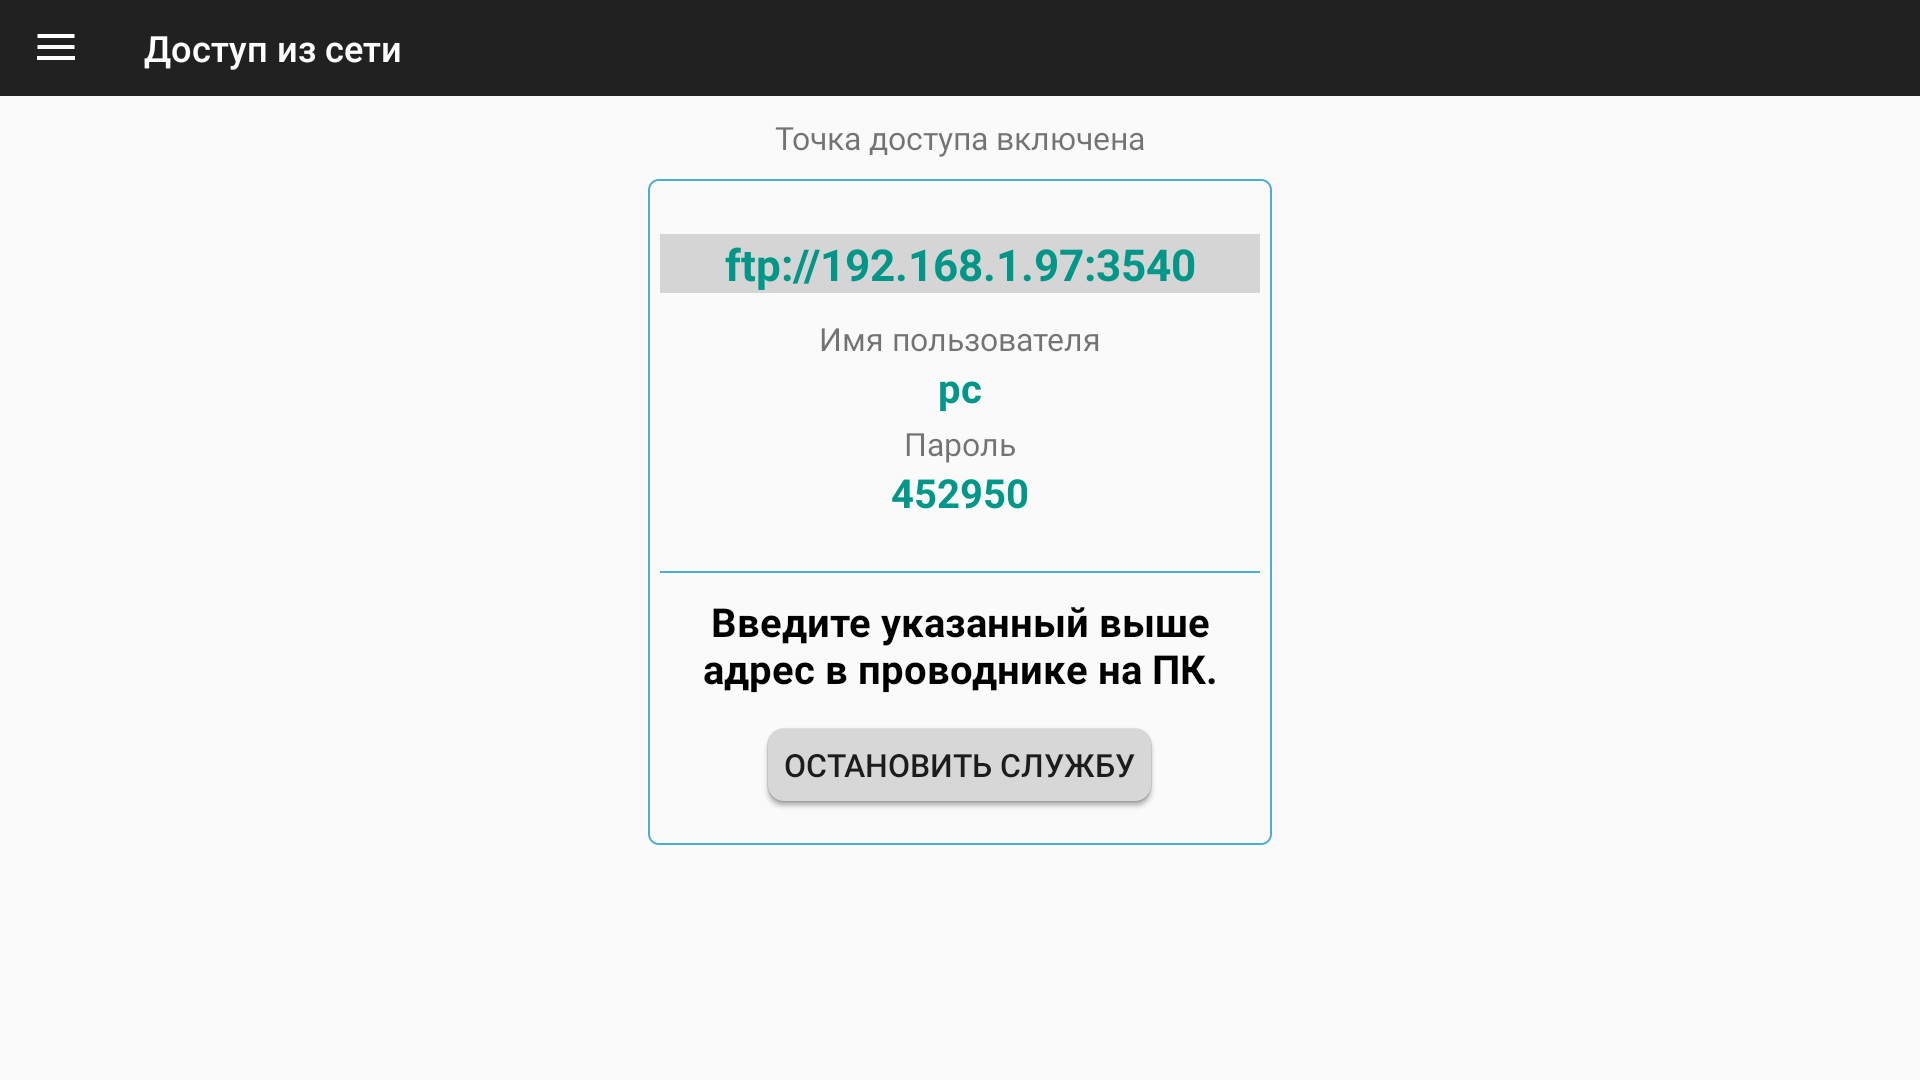 Доступ из сети
Точка доступа включена
ftp://192.168.1.97:3540
Имя пользователя
pc
Пароль
452950
Введите указанный выше
адрес в проводнике на ПК.
ОСТАНОВИТЬ СЛУЖБУ